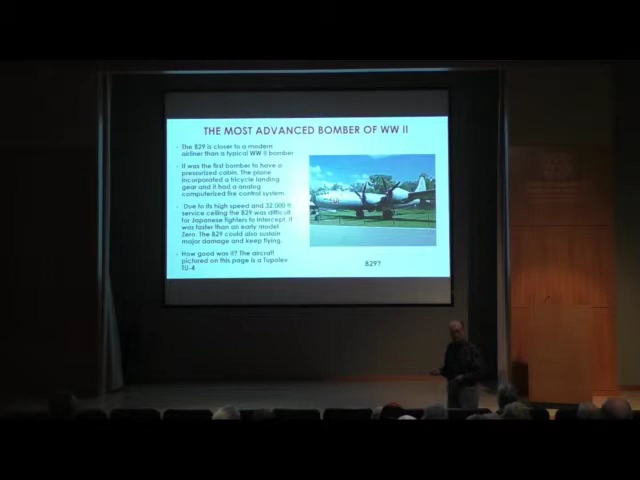 THE MOST ADVANCED BOMBER OF WW II
- The B29 is closer to a modern
airliner than a typical WW II bomber
- It was the first bomber to have a
presorized cabin. The plane
incorporated a tricycle landing
gear and it had a analog
computerized fire control system.
- Due to its high speed and 32,000 ft
service ceiling the B29 was difficult
for Japanese fighters to intercept. It
was faster than an early model
Zero. The B29 could also sustain
major damage and keep flying.
- How good was it? The aircraft
pictured on this page is a Tupolev
TU-4
B29?